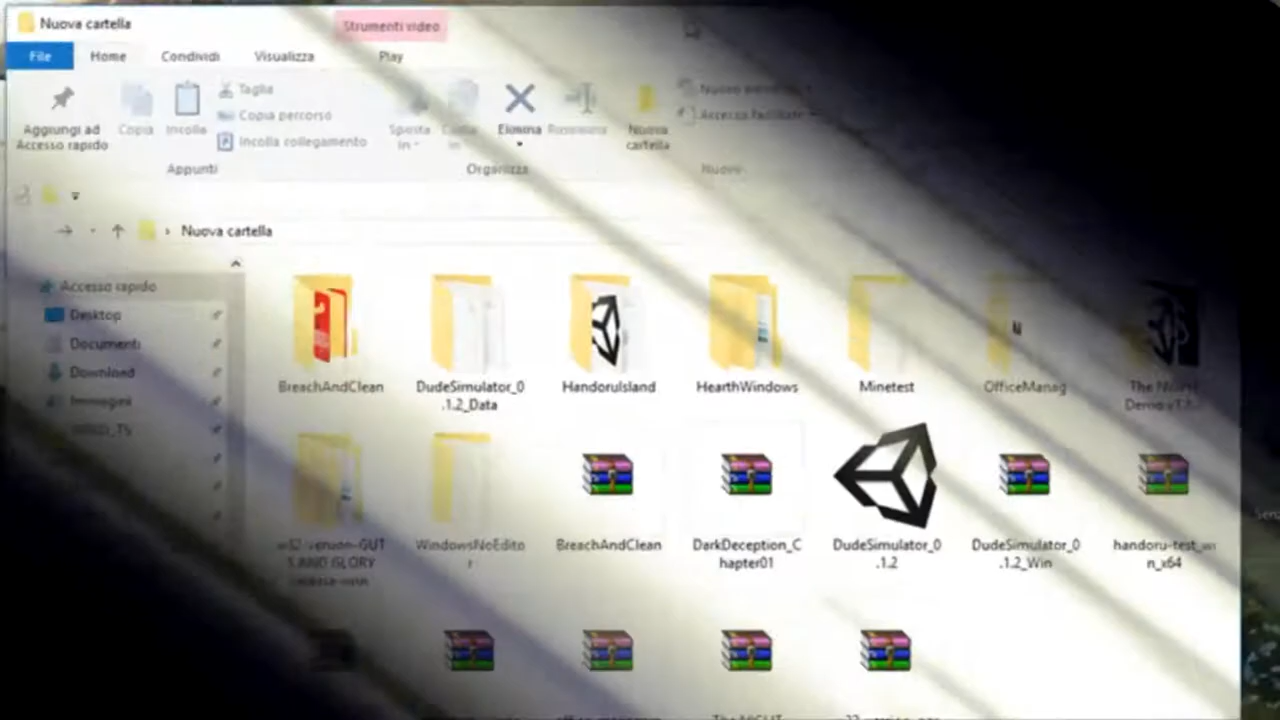 Nuova cartella
Strumenti video
File Home Condividi Visualizza Play
Aggiungi ad
Accesso rapido
Copia
Incolla
Taglia
Copia percorso
Incolla collegamento
Appunti
Sposta
in
Copia
in
Elimina
Rinomina
Nuova
cartella
Organizza
Nuovo
Nuova cartella
Accesso rapido
Desktop
Documenti
Download
Immagini
BreachAndClean
DudeSimulator_0
.1.2_Data
HandoruIsland
HearthWindows
Minetest
OfficeManag
WindowsNoEdito
r
BreachAndClean
DarkDeception_C
hapter01
DudeSimulator_0
.1.2
DudeSimulator_0
.1.2_Win
handoru-test_wi
n_x64